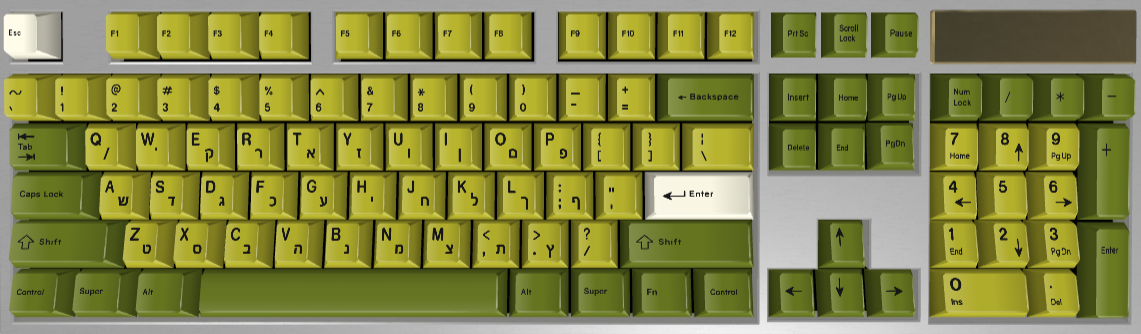 Esc F1 F2 F3 F4 F5 F6 F7 F8 F9 F10 F11 F12 Prt Sc Scroll Lock Pause
~ ` ! 1 @ 2 # 3 $ 4 % 5 ^ 6 & 7 * 8 ( 9 ) 0 _ - + = ← Backspace Insert Home PgUp Num Lock / * −
Tab Q / W ' E ק R ר T א Y ז U ו I ן O ם P פ { [ } ] ¦ \ Delete End PgDn 7 Home 8 ↑ 9 PgUp +
Caps Lock A ש S ד D ג F כ G ע H י J ח K ל L ך : ; ף " ' , Enter 4 ← 5 6 →
Shift Z ט X ס C ב V ה B נ N מ M צ < , ת > . ץ ? / Shift ↑ 1 End 2 ↓ 3 PgDn Enter
Control Super Alt Alt Super Fn Control ← ↓ → 0 Ins . Del